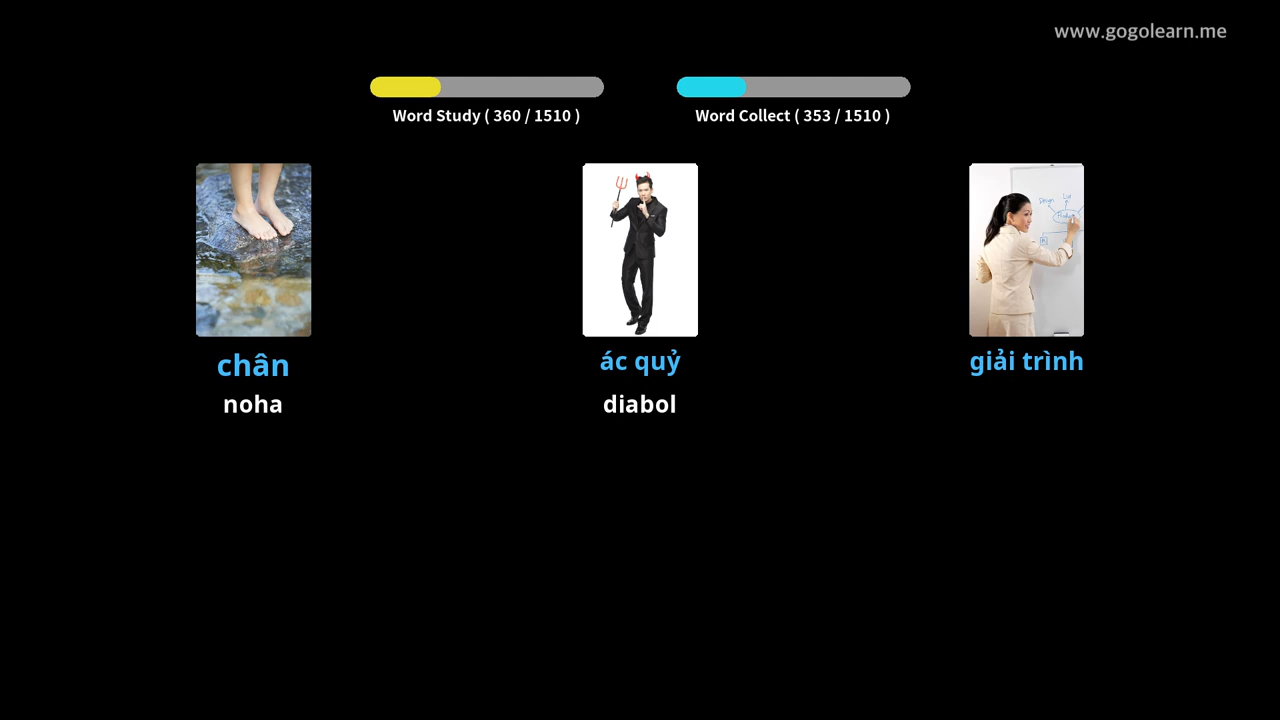 www.gogolearn.me
Word Study ( 360 / 1510 )
Word Collect ( 353 / 1510 )
chân
noha
ác quỷ
diabol
giải trình